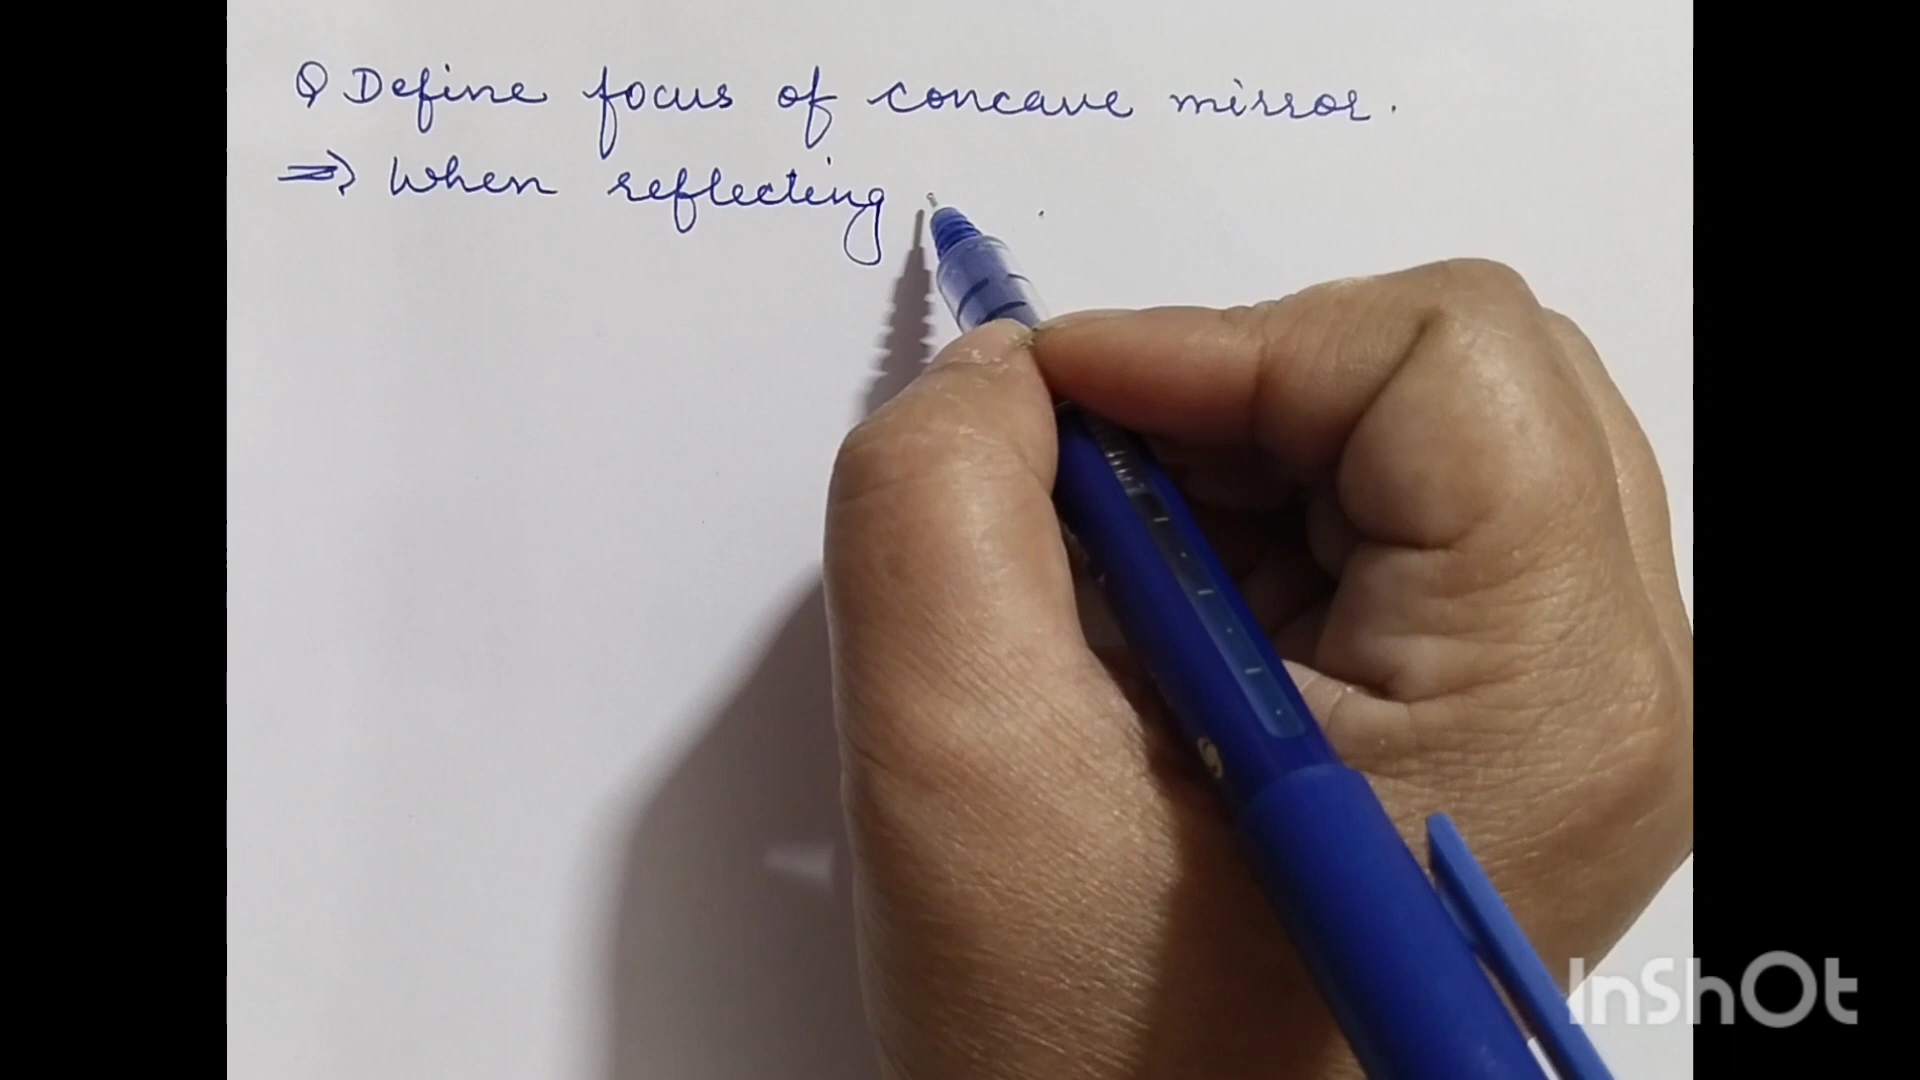 Q Define focus of concave mirror.
⇒ When reflecting
InShOt